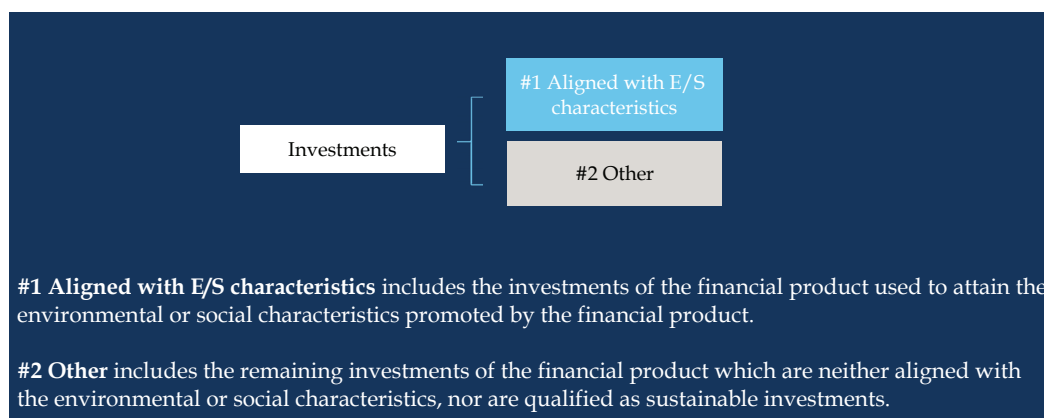 #1 Aligned with E/S
characteristics
Investments
#2 Other
#1 Aligned with E/S characteristics includes the investments of the financial product used to attain the
environmental or social characteristics promoted by the financial product.
#2 Other includes the remaining investments of the financial product which are neither aligned with
the environmental or social characteristics, nor are qualified as sustainable investments.